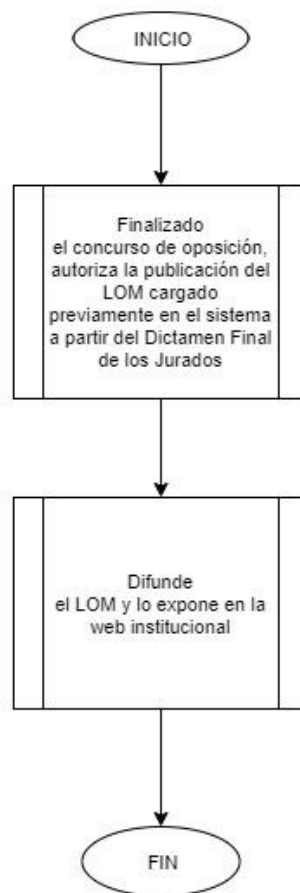 INICIO
Finalizado
el concurso de oposición,
autoriza la publicación del
LOM cargado
previamente en el sistema
a partir del Dictamen Final
de los Jurados
Difunde
el LOM y lo expone en la
web institucional
FIN